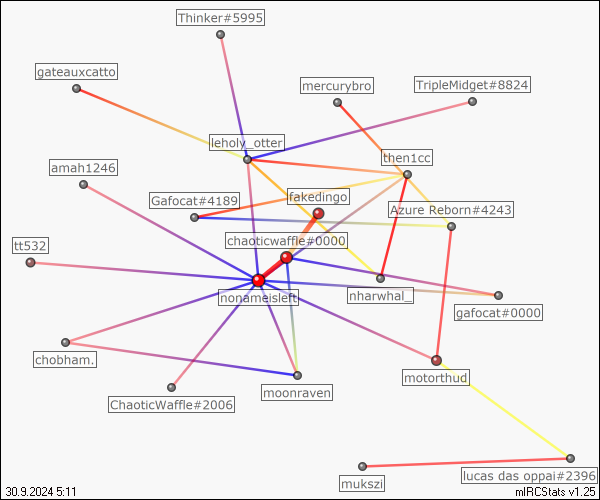 Thinker#5995
gateauxcatto
mercurybro
TripleMidget#8824
leholy_otter
then1cc
amah1246
fakedingo
Gafocat#4189
Azure Reborn#4243
chaoticwaffle#0000
tt532
nonameisleft
nharwhal_
gafocat#0000
chobham.
motorthud
moonraven
ChaoticWaffle#2006
lucas das oppai#2396
mukszi
30.9.2024 5:11
mIRCStats v1.25